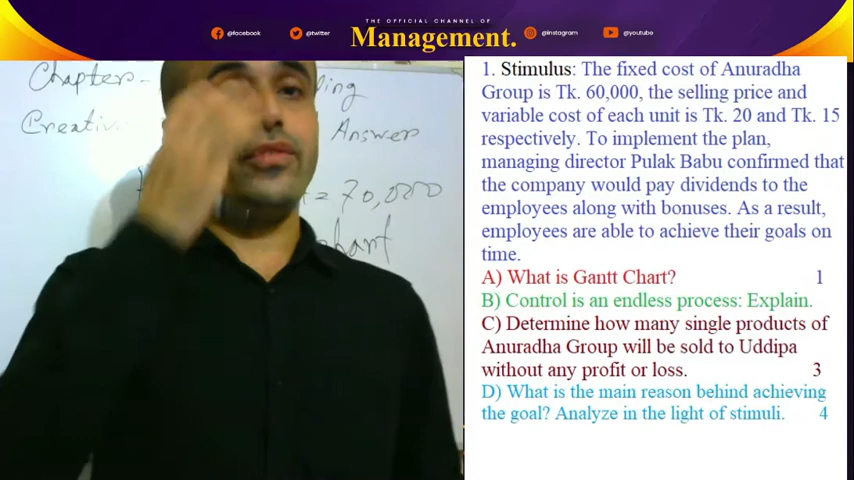 THE OFFICIAL CHANNEL OF
@facebook
@twitter
Management.
@instagram
@youtube
Chapter-
Answer
= 70,000
1. Stimulus: The fixed cost of Anuradha
Group is Tk. 60,000, the selling price and
variable cost of each unit is Tk. 20 and Tk. 15
respectively. To implement the plan,
managing director Pulak Babu confirmed that
the company would pay dividends to the
employees along with bonuses. As a result,
employees are able to achieve their goals on
time.
A) What is Gantt Chart? 1
B) Control is an endless process: Explain.
C) Determine how many single products of
Anuradha Group will be sold to Uddipa
without any profit or loss. 3
D) What is the main reason behind achieving
the goal? Analyze in the light of stimuli. 4